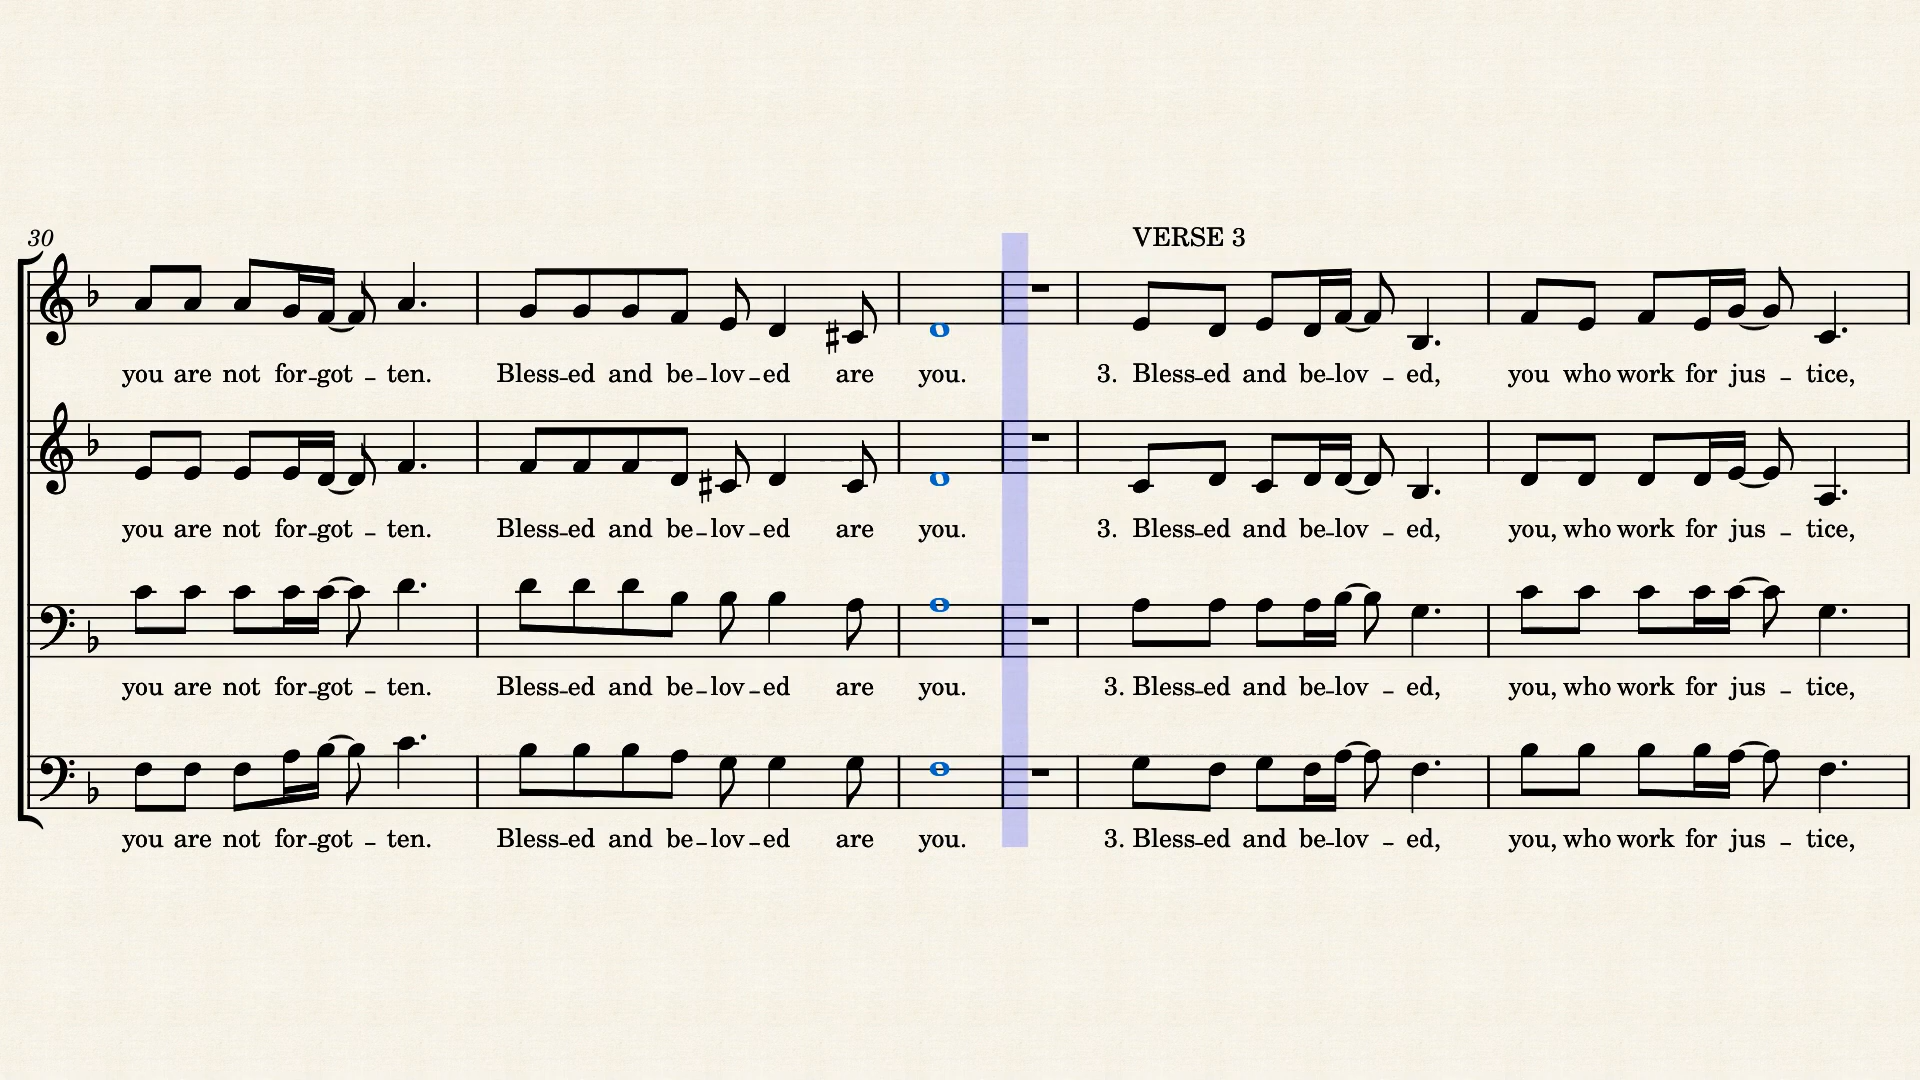 30
VERSE 3
you are not for-got - ten. Bless-ed and be-lov-ed are you. 3. Bless-ed and be-lov - ed, you who work for jus - tice,
you are not for-got - ten. Bless-ed and be-lov-ed are you. 3. Bless-ed and be-lov - ed, you, who work for jus - tice,
you are not for-got - ten. Bless-ed and be-lov-ed are you. 3. Bless-ed and be-lov - ed, you, who work for jus - tice,
you are not for-got - ten. Bless-ed and be-lov-ed are you. 3. Bless-ed and be-lov - ed, you, who work for jus - tice,